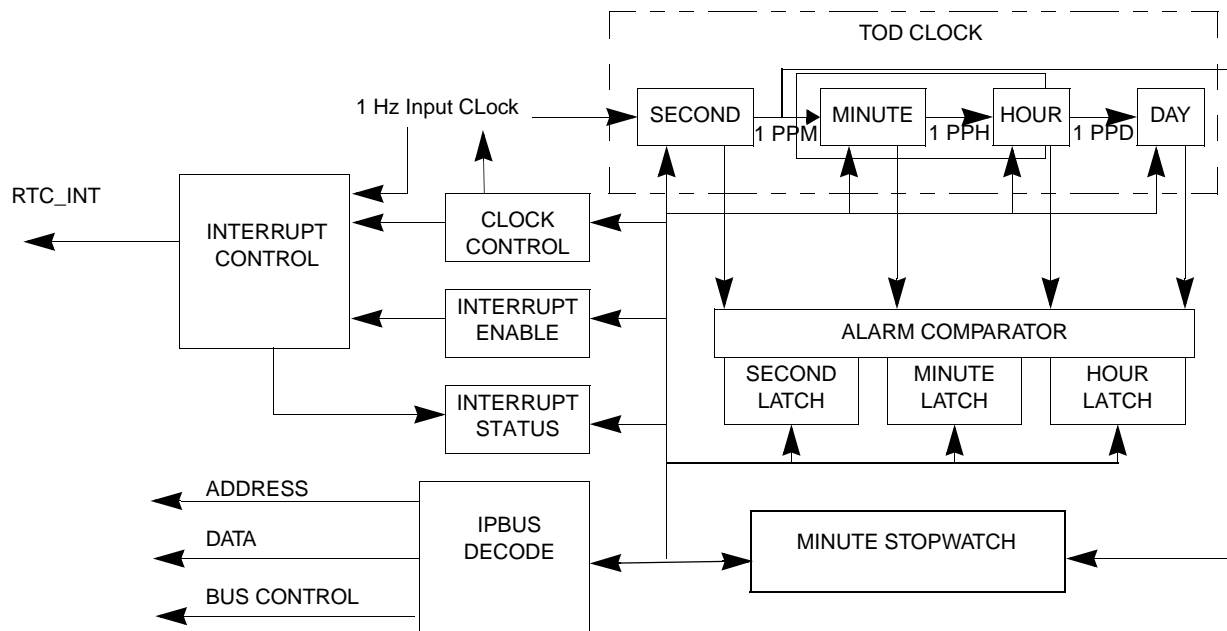 TOD CLOCK
1 Hz Input CLock
SECOND
MINUTE
HOUR
DAY
1 PPM
1 PPH
1 PPD
RTC_INT
INTERRUPT
CONTROL
CLOCK
CONTROL
INTERRUPT
ENABLE
ALARM COMPARATOR
SECOND
LATCH
MINUTE
LATCH
HOUR
LATCH
INTERRUPT
STATUS
ADDRESS
DATA
BUS CONTROL
IPBUS
DECODE
MINUTE STOPWATCH